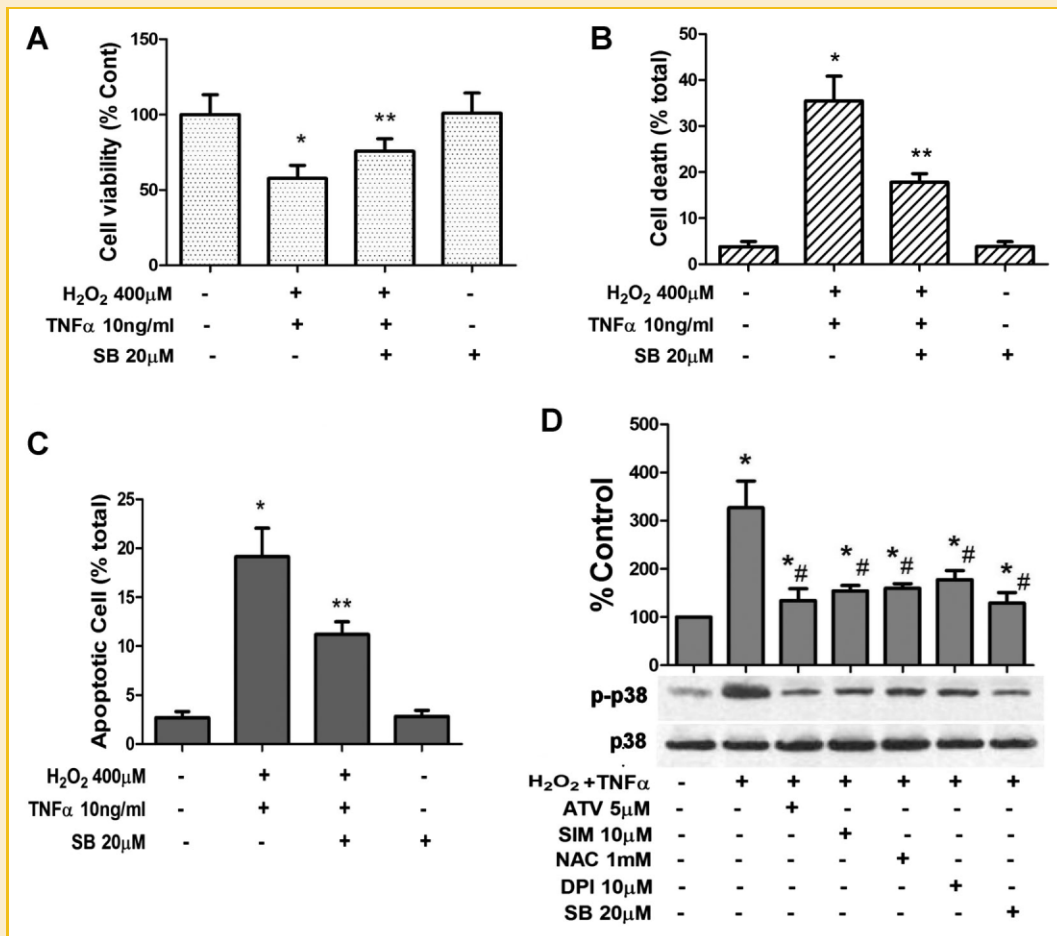 A
Cell viability (% Cont)
150
100
50
0
*
**
H2O2 400μM - + + -
TNFα 10ng/ml - + + -
SB 20μM - - + +
B
Cell death (% total)
50
40
30
20
10
0
*
**
H2O2 400μM - + + -
TNFα 10ng/ml - + + -
SB 20μM - - + +
C
Apoptotic Cell (% total)
25
20
15
10
5
0
*
**
H2O2 400μM - + + -
TNFα 10ng/ml - + + -
SB 20μM - - + +
D
% Control
500
400
300
200
100
0
*
*#
*#
*#
*#
*#
p-p38
p38
H2O2+TNFα - + + + + + +
ATV 5μM - - + - - - -
SIM 10μM - - - + - - -
NAC 1mM - - - - + - -
DPI 10μM - - - - - + -
SB 20μM - - - - - - +